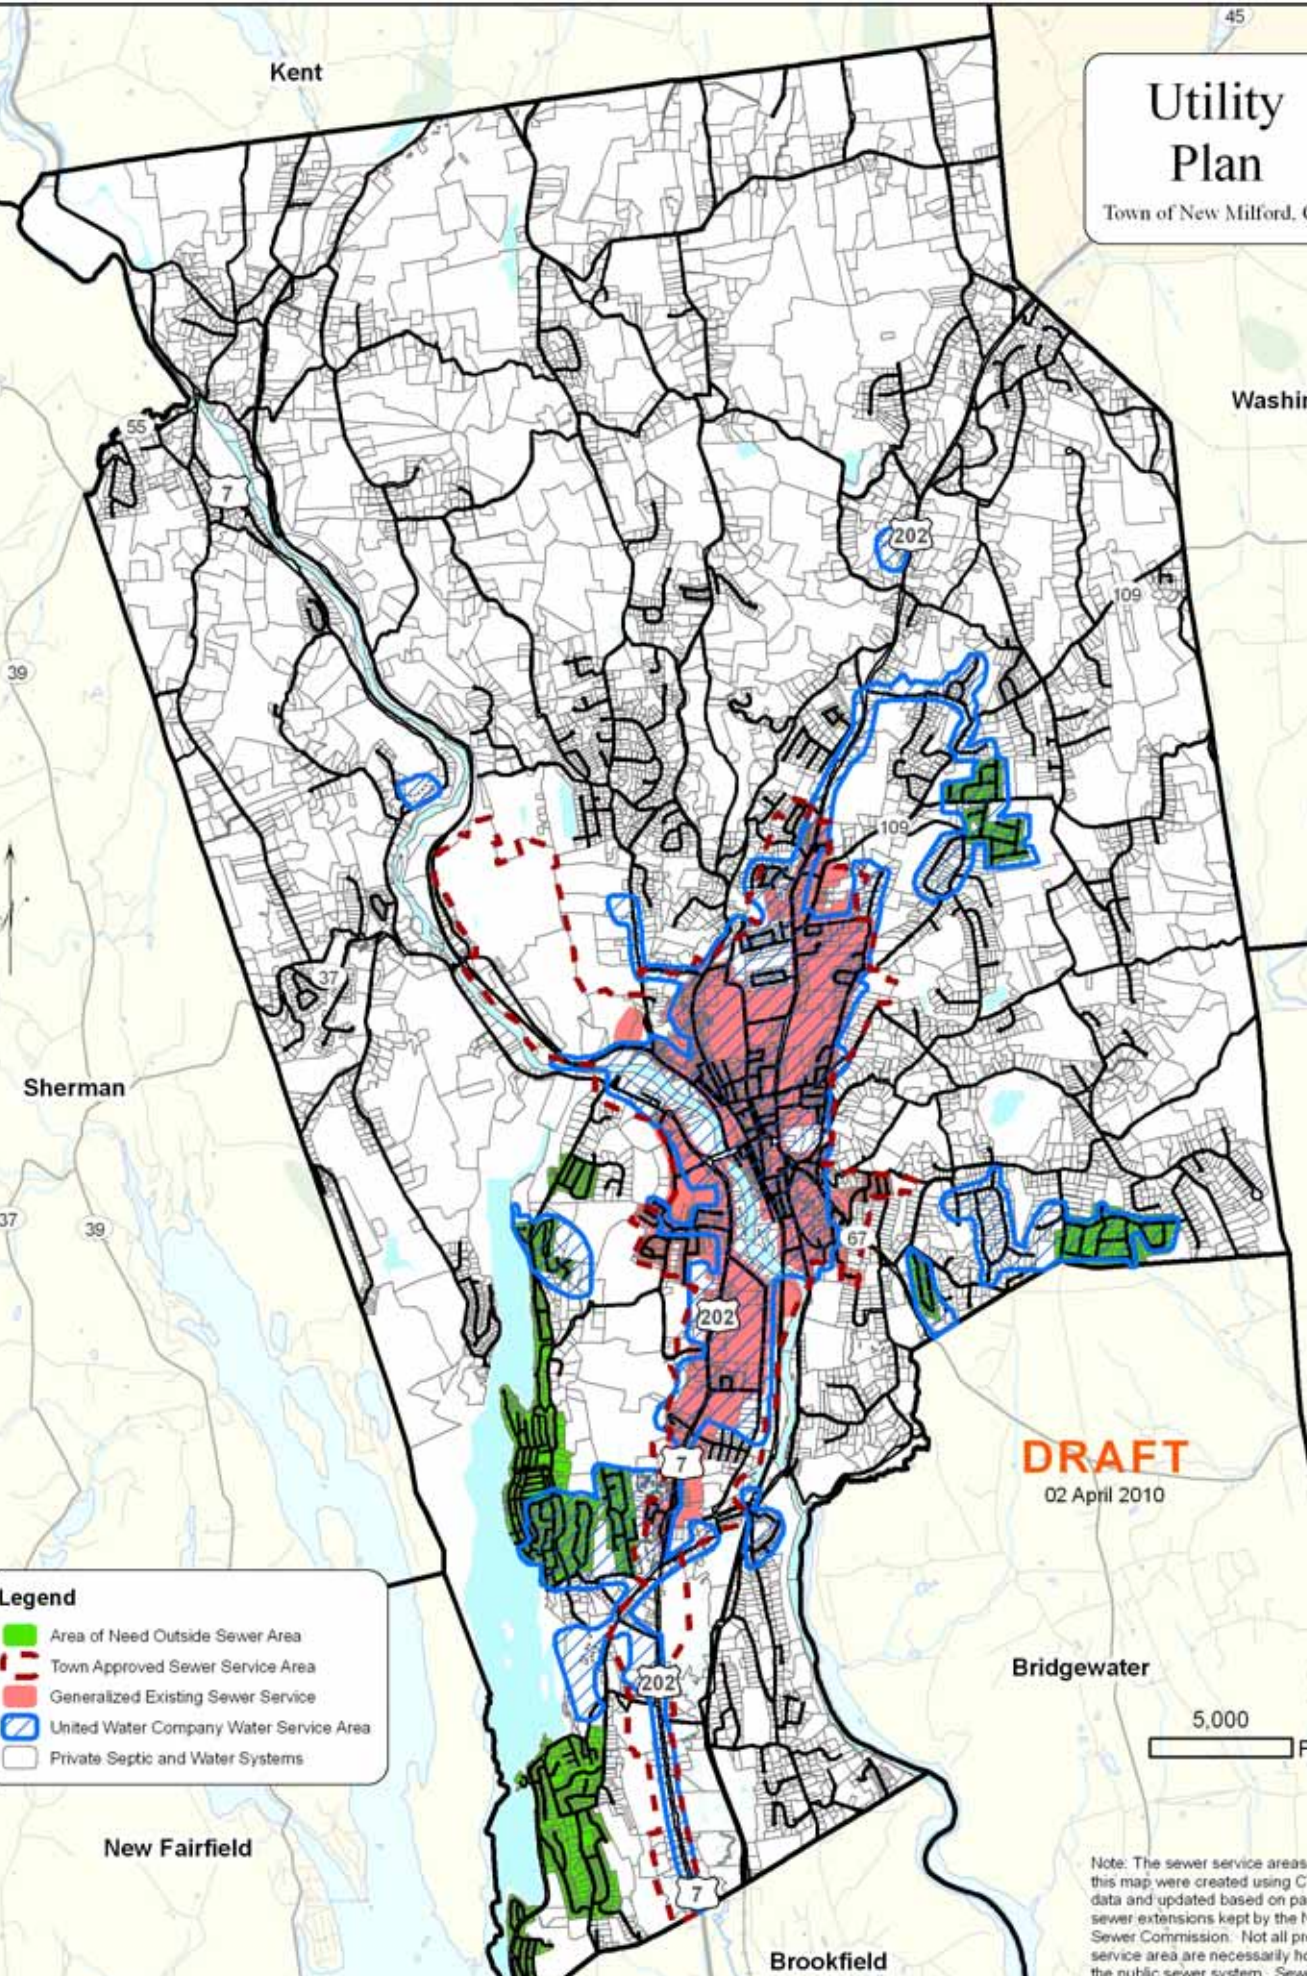 45
Kent
Utility
Plan
Town of New Milford,
55
7
202
109
39
109
37
Sherman
37
39
67
202
7
DRAFT
02 April 2010
Legend
Area of Need Outside Sewer Area
Town Approved Sewer Service Area
Generalized Existing Sewer Service
United Water Company Water Service Area
Private Septic and Water Systems
Bridgewater
202
5,000
New Fairfield
7
Brookfield
Note: The sewer service areas
this map were created using
data and updated based on
sewer extensions kept by the
Sewer Commission. Not all
service area are necessarily
the public sewer system.